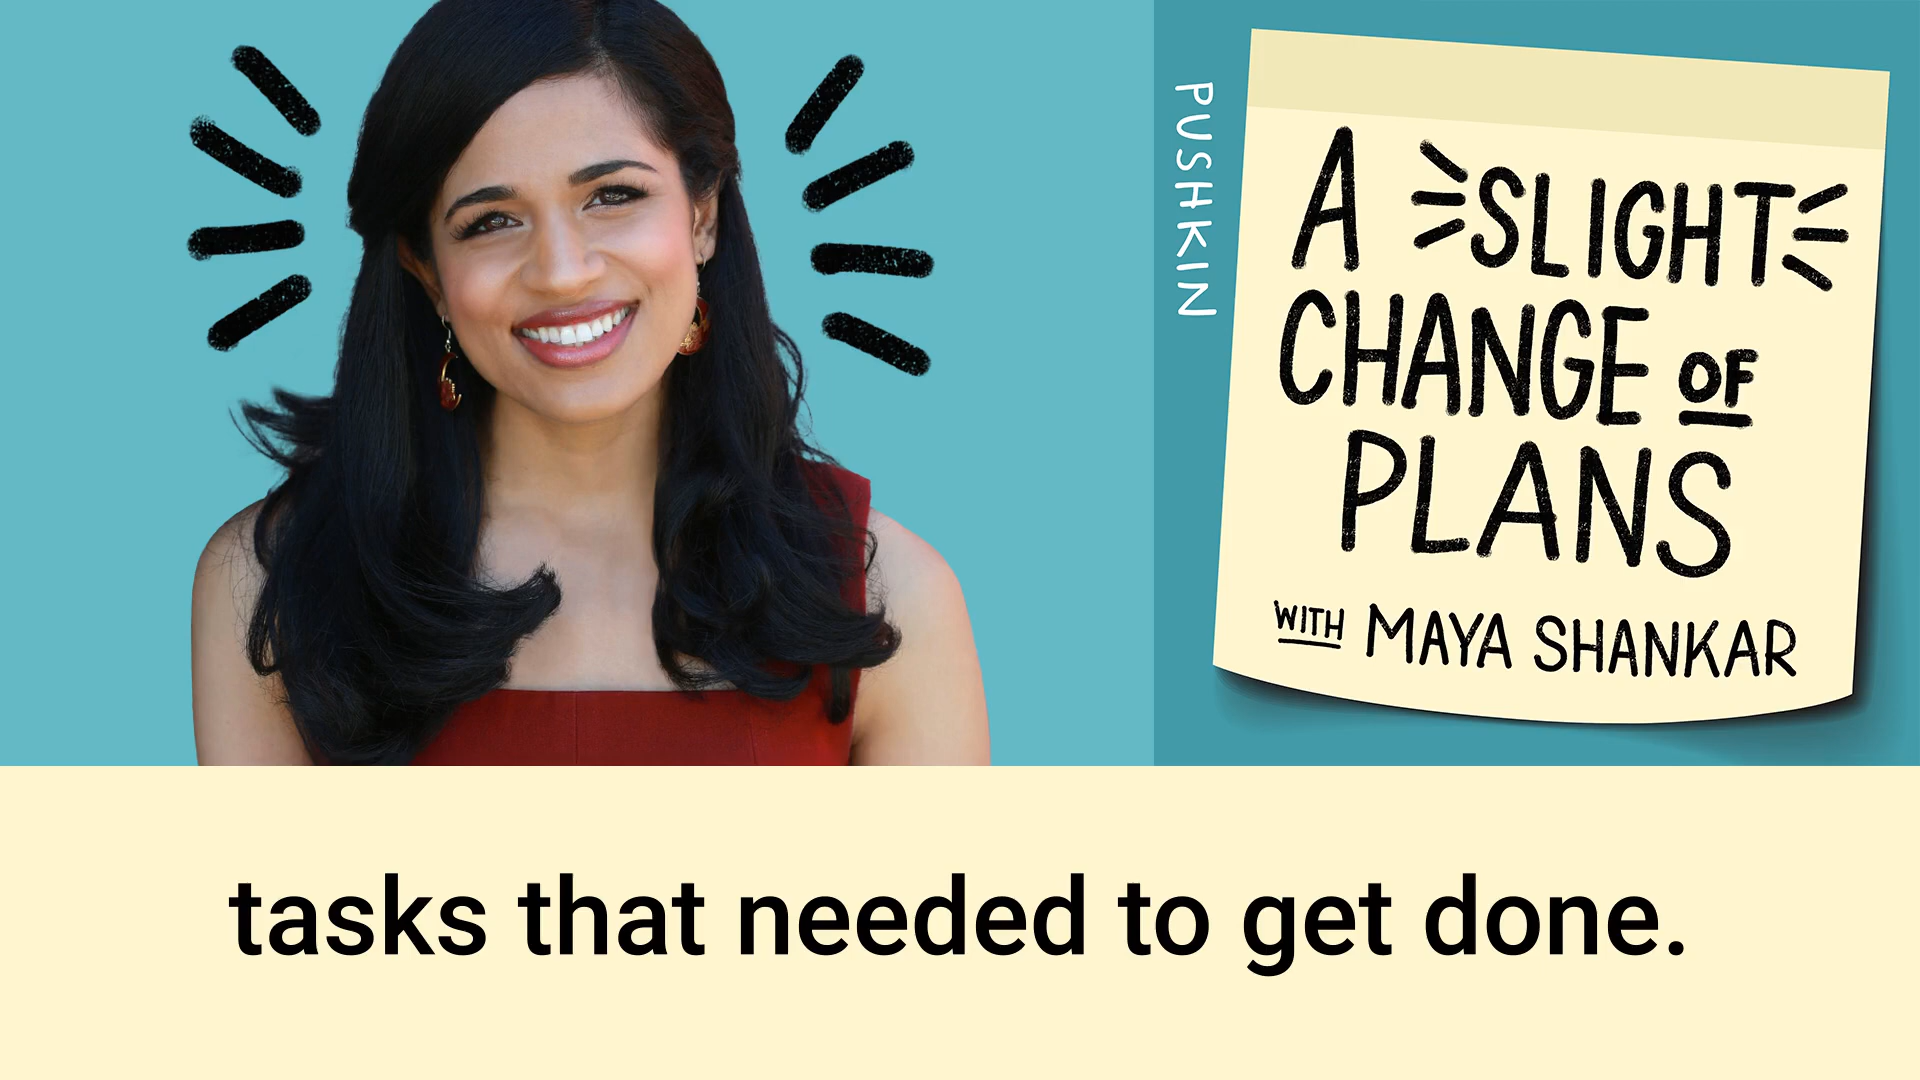 PUSHKIN
A SLIGHT
CHANGE OF
PLANS
WITH MAYA SHANKAR
tasks that needed to get done.